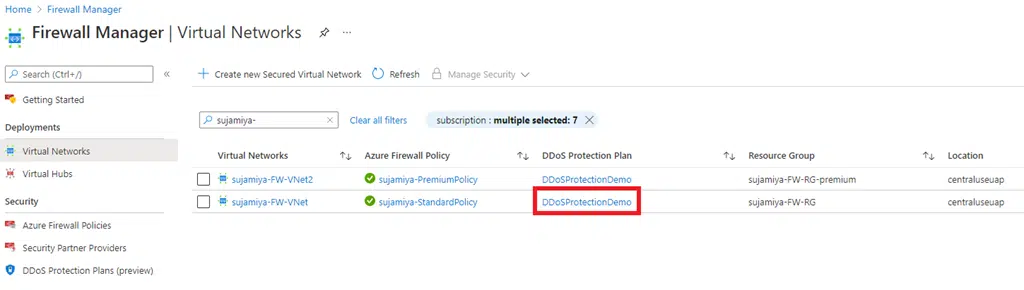 Home > Firewall Manager
Firewall Manager | Virtual Networks ...
Search (Ctrl+/) «
Create new Secured Virtual Network Refresh Manage Security
Getting Started
Deployments
Virtual Networks
Virtual Hubs
Security
Azure Firewall Policies
Security Partner Providers
DDoS Protection Plans (preview)
sujamiya- × Clear all filters subscription : multiple selected: 7 ×
Virtual Networks ↑↓ Azure Firewall Policy ↑↓ DDoS Protection Plan ↑↓ Resource Group ↑↓ Location
sujamiya-FW-VNet2 sujamiya-PremiumPolicy DDoSProtectionDemo sujamiya-FW-RG-premium centraluseuap
sujamiya-FW-VNet sujamiya-StandardPolicy DDoSProtectionDemo sujamiya-FW-RG centraluseuap